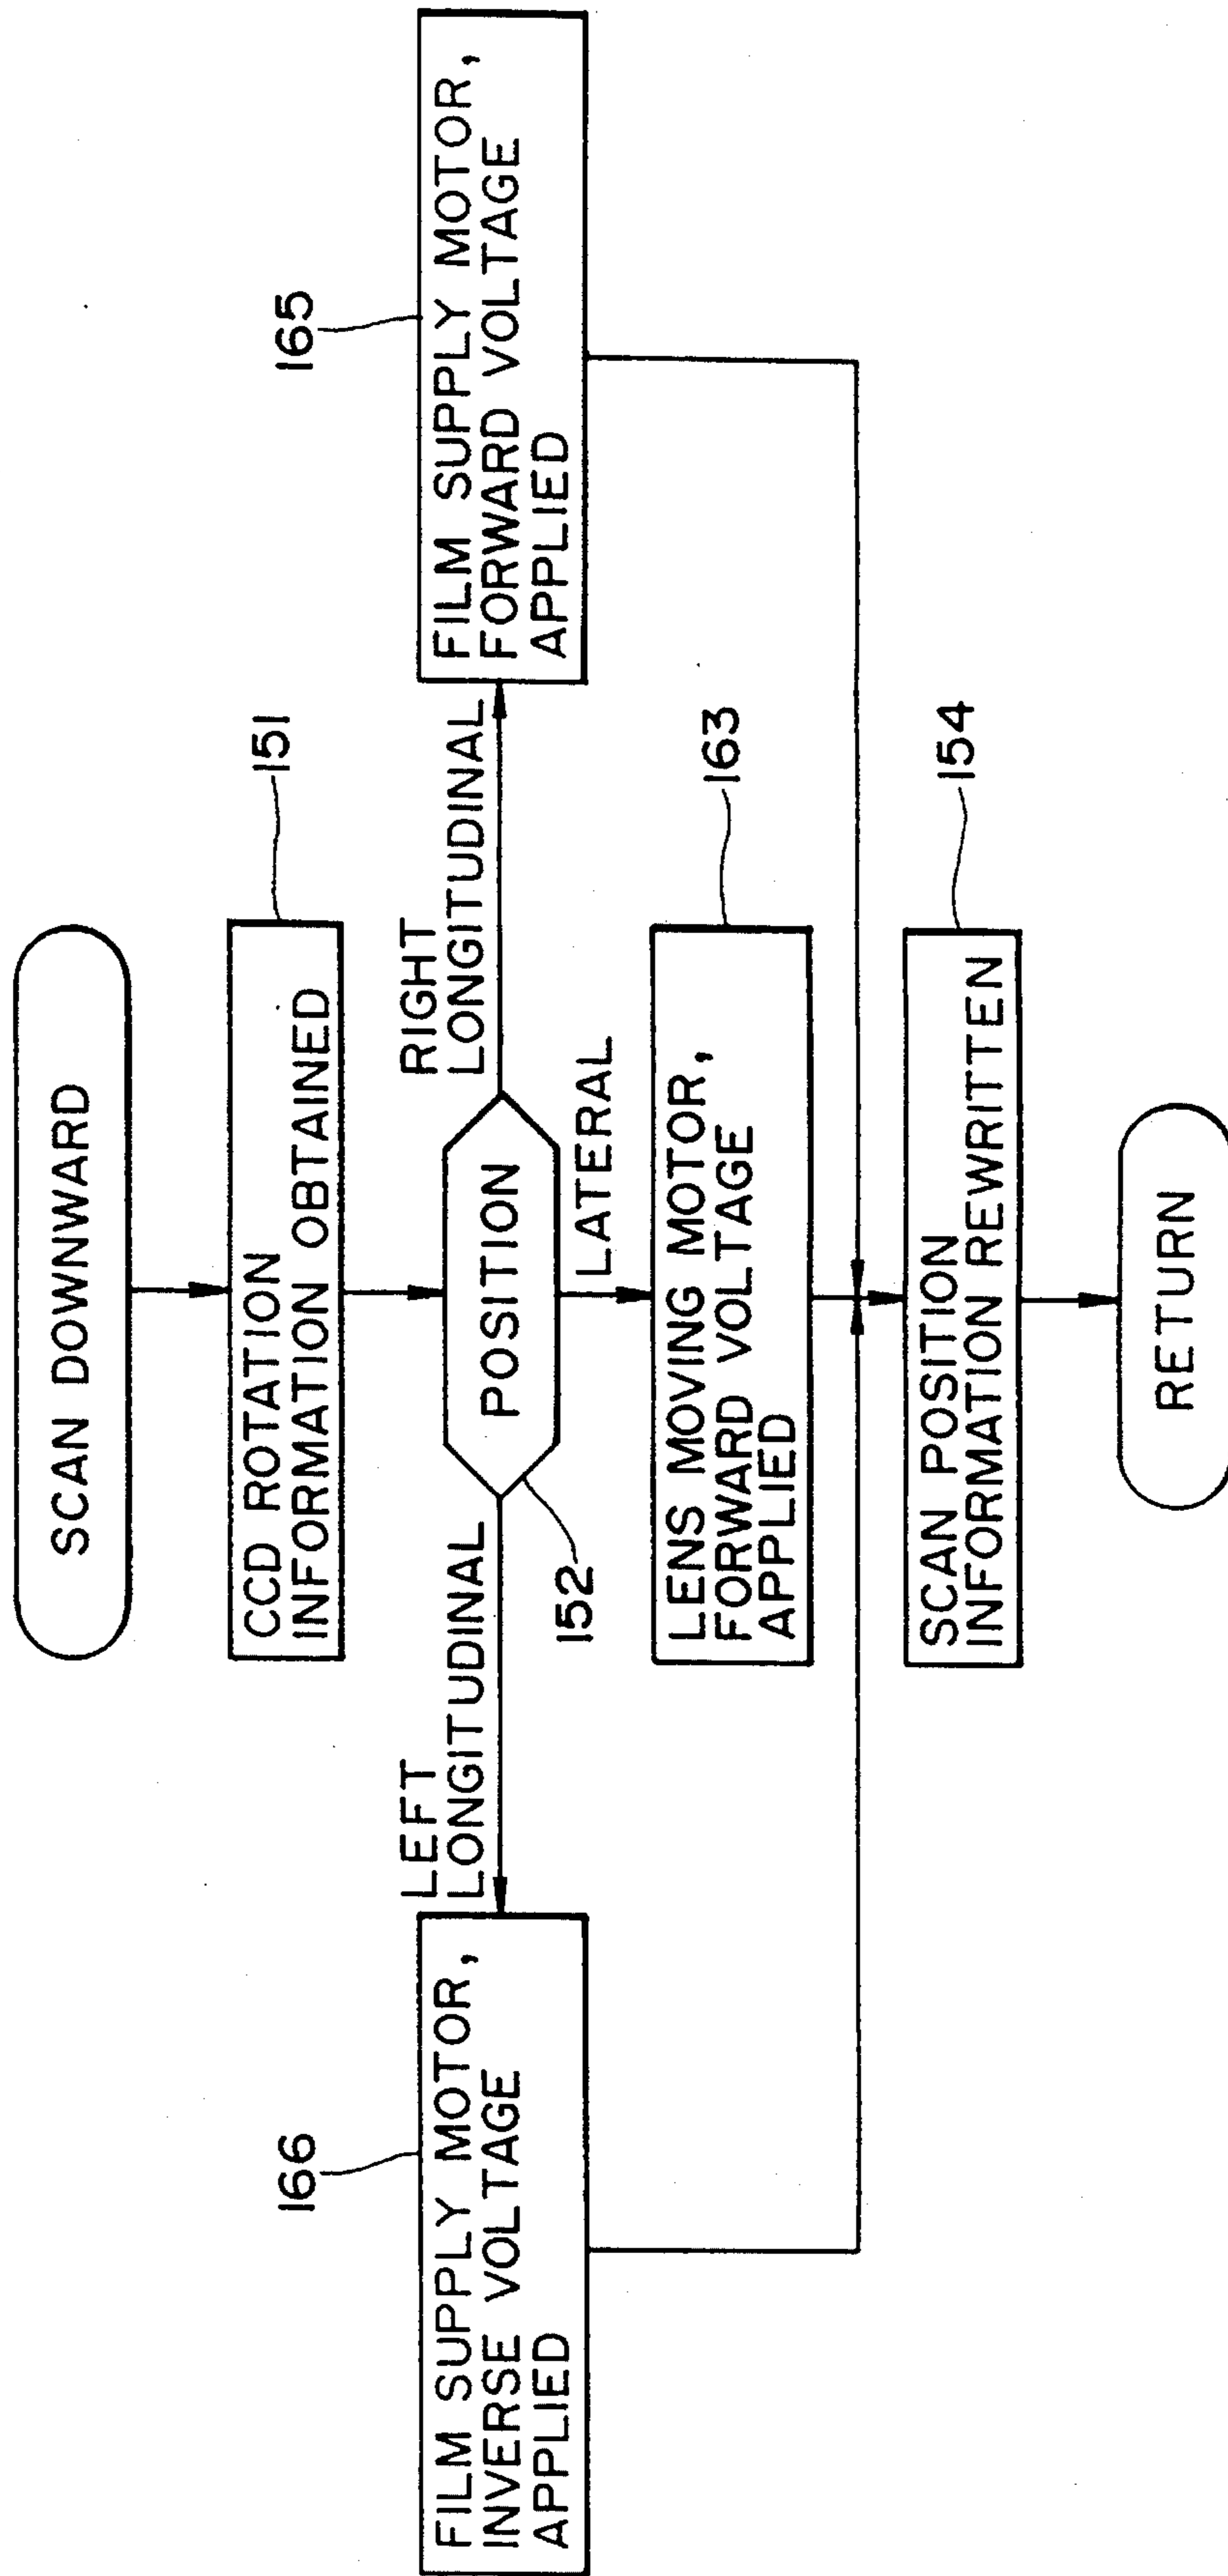 SCAN DOWNWARD
151
CCD ROTATION
INFORMATION OBTAINED
152
POSITION
LEFT
LONGITUDINAL
RIGHT
LONGITUDINAL
LATERAL
166
FILM SUPPLY MOTOR,
INVERSE VOLTAGE
APPLIED
163
LENS MOVING MOTOR,
FORWARD VOLTAGE
APPLIED
165
FILM SUPPLY MOTOR,
FORWARD VOLTAGE
APPLIED
154
SCAN POSITION
INFORMATION REWRITTEN
RETURN